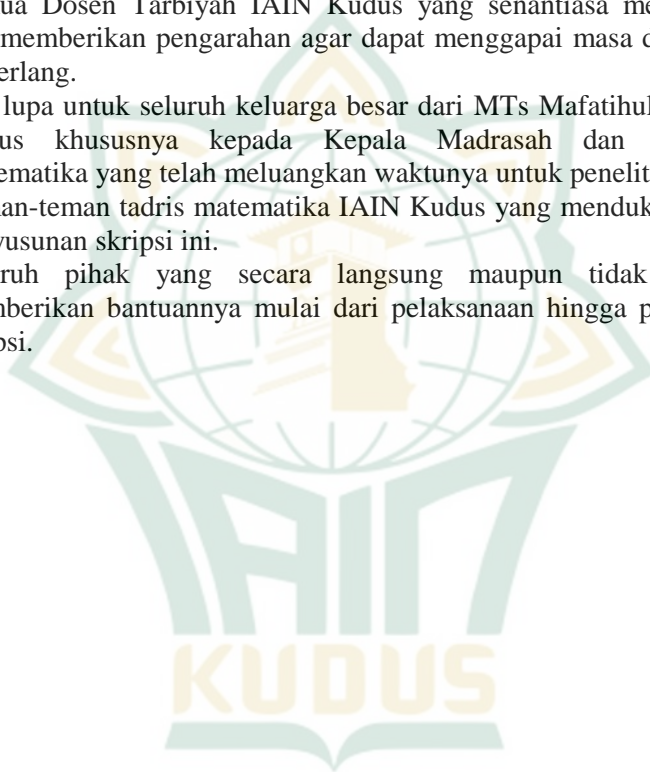 ua Dosen Tarbiyah IAIN Kudus yang senantiasa me
memberikan pengarahan agar dapat menggapai masa d
erlang.
lupa untuk seluruh keluarga besar dari MTs Mafatihul
us khususnya kepada Kepala Madrasah dan
ematika yang telah meluangkan waktunya untuk penelit
an-teman tadris matematika IAIN Kudus yang menduk
yusunan skripsi ini.
ruh pihak yang secara langsung maupun tidak
nberikan bantuannya mulai dari pelaksanaan hingga p
psi.
IAIN
KUDUS